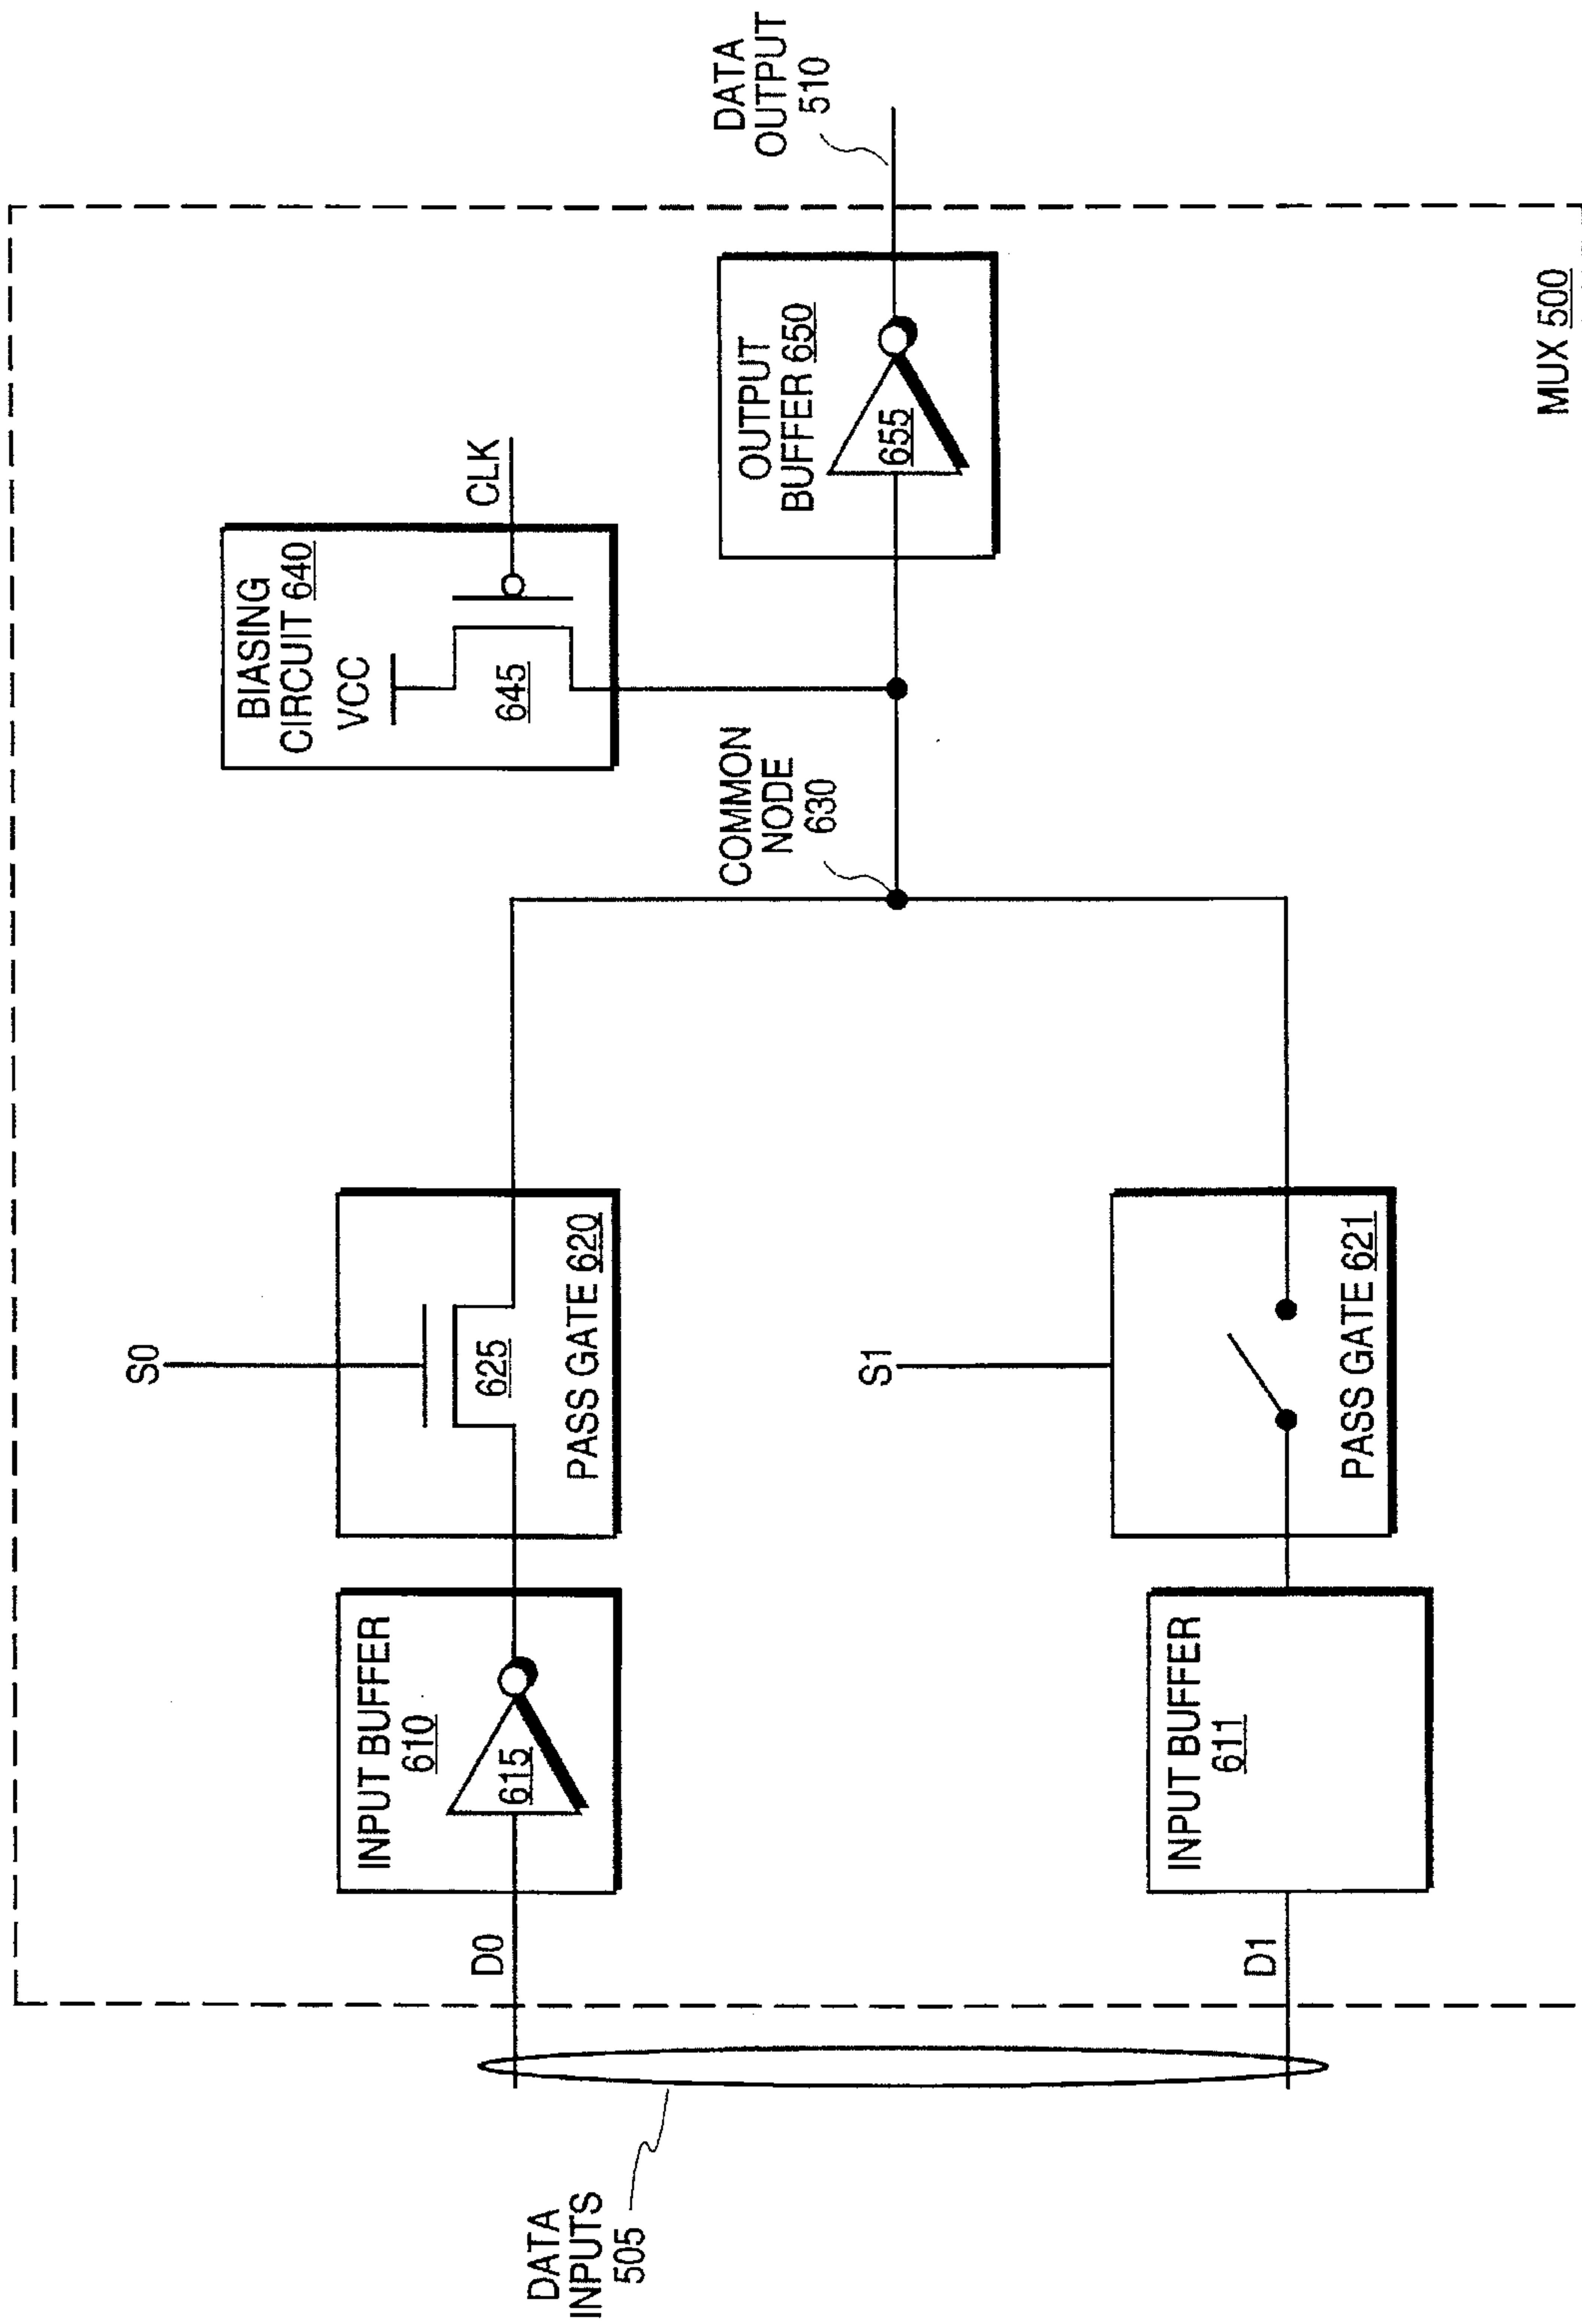 DATA
INPUTS
505
D0
D1
INPUT BUFFER
610
615
INPUT BUFFER
611
S0
625
PASS GATE 620
S1
PASS GATE 621
COMMON
NODE
630
BIASING
CIRCUIT 640
VCC
645
CLK
OUTPUT
BUFFER 650
655
DATA
OUTPUT
510
MUX 500